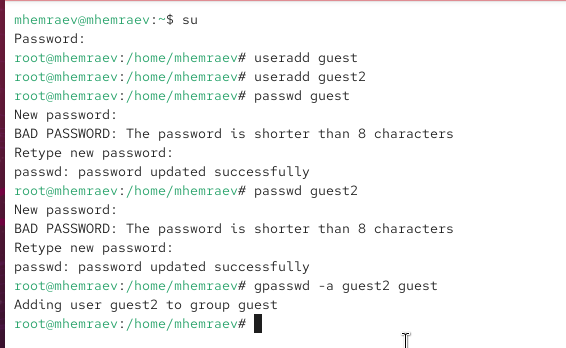 mhemraev@mhemraev:~$ su
Password:
root@mhemraev:/home/mhemraev# useradd guest
root@mhemraev:/home/mhemraev# useradd guest2
root@mhemraev:/home/mhemraev# passwd guest
New password:
BAD PASSWORD: The password is shorter than 8 characters
Retype new password:
passwd: password updated successfully
root@mhemraev:/home/mhemraev# passwd guest2
New password:
BAD PASSWORD: The password is shorter than 8 characters
Retype new password:
passwd: password updated successfully
root@mhemraev:/home/mhemraev# gpasswd -a guest2 guest
Adding user guest2 to group guest
root@mhemraev:/home/mhemraev#